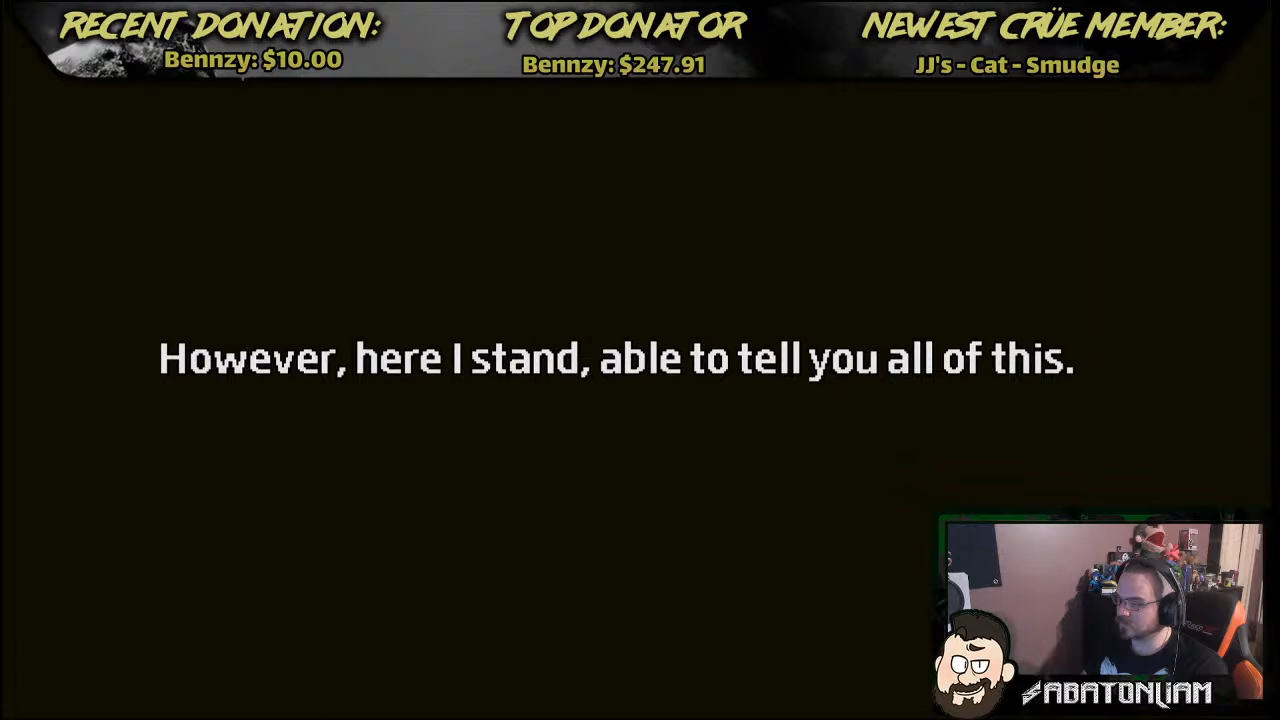 RECENT DONATION:
Bennzy: $10.00
TOP DONATOR
Bennzy: $247.91
NEWEST CRÜE MEMBER:
JJ's - Cat - Smudge
However, here I stand, able to tell you all of this.
SABATONLIAM